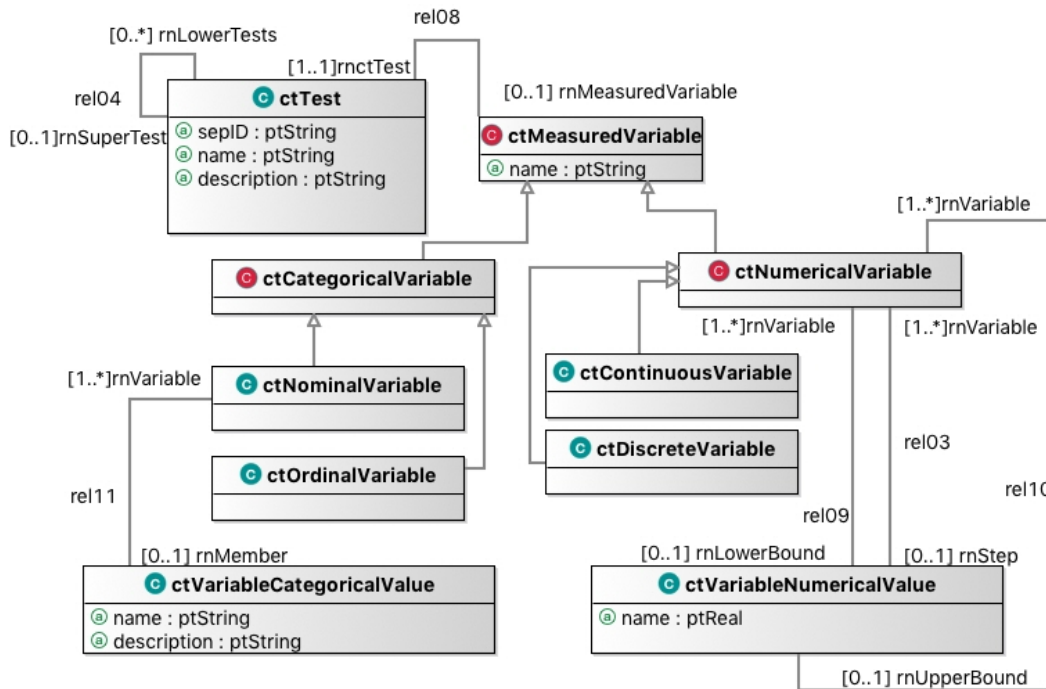 rel08
[0..*] rnLowerTests
[1..1]rnctTest
C ctTest
rel04
[0..1] rnMeasuredVariable
[0..1]rnSuperTest
a sepID : ptString
a name : ptString
a description : ptString
C ctMeasuredVariable
a name : ptString
[1..*]rnVariable
C ctCategoricalVariable
C ctNumericalVariable
[1..*]rnVariable
[1..*]rnVariable
[1..*]rnVariable
C ctNominalVariable
C ctContinuousVariable
C ctOrdinalVariable
C ctDiscreteVariable
rel03
rel11
rel10
rel09
[0..1] rnMember
[0..1] rnLowerBound
[0..1] rnStep
C ctVariableCategoricalValue
a name : ptString
a description : ptString
C ctVariableNumericalValue
a name : ptReal
[0..1] rnUpperBound